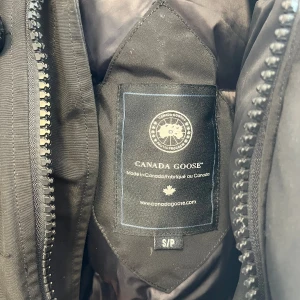 CANADA GOOSE
Made in Canada/Fabriqué au Canada
www.canadagoose.com
S/P